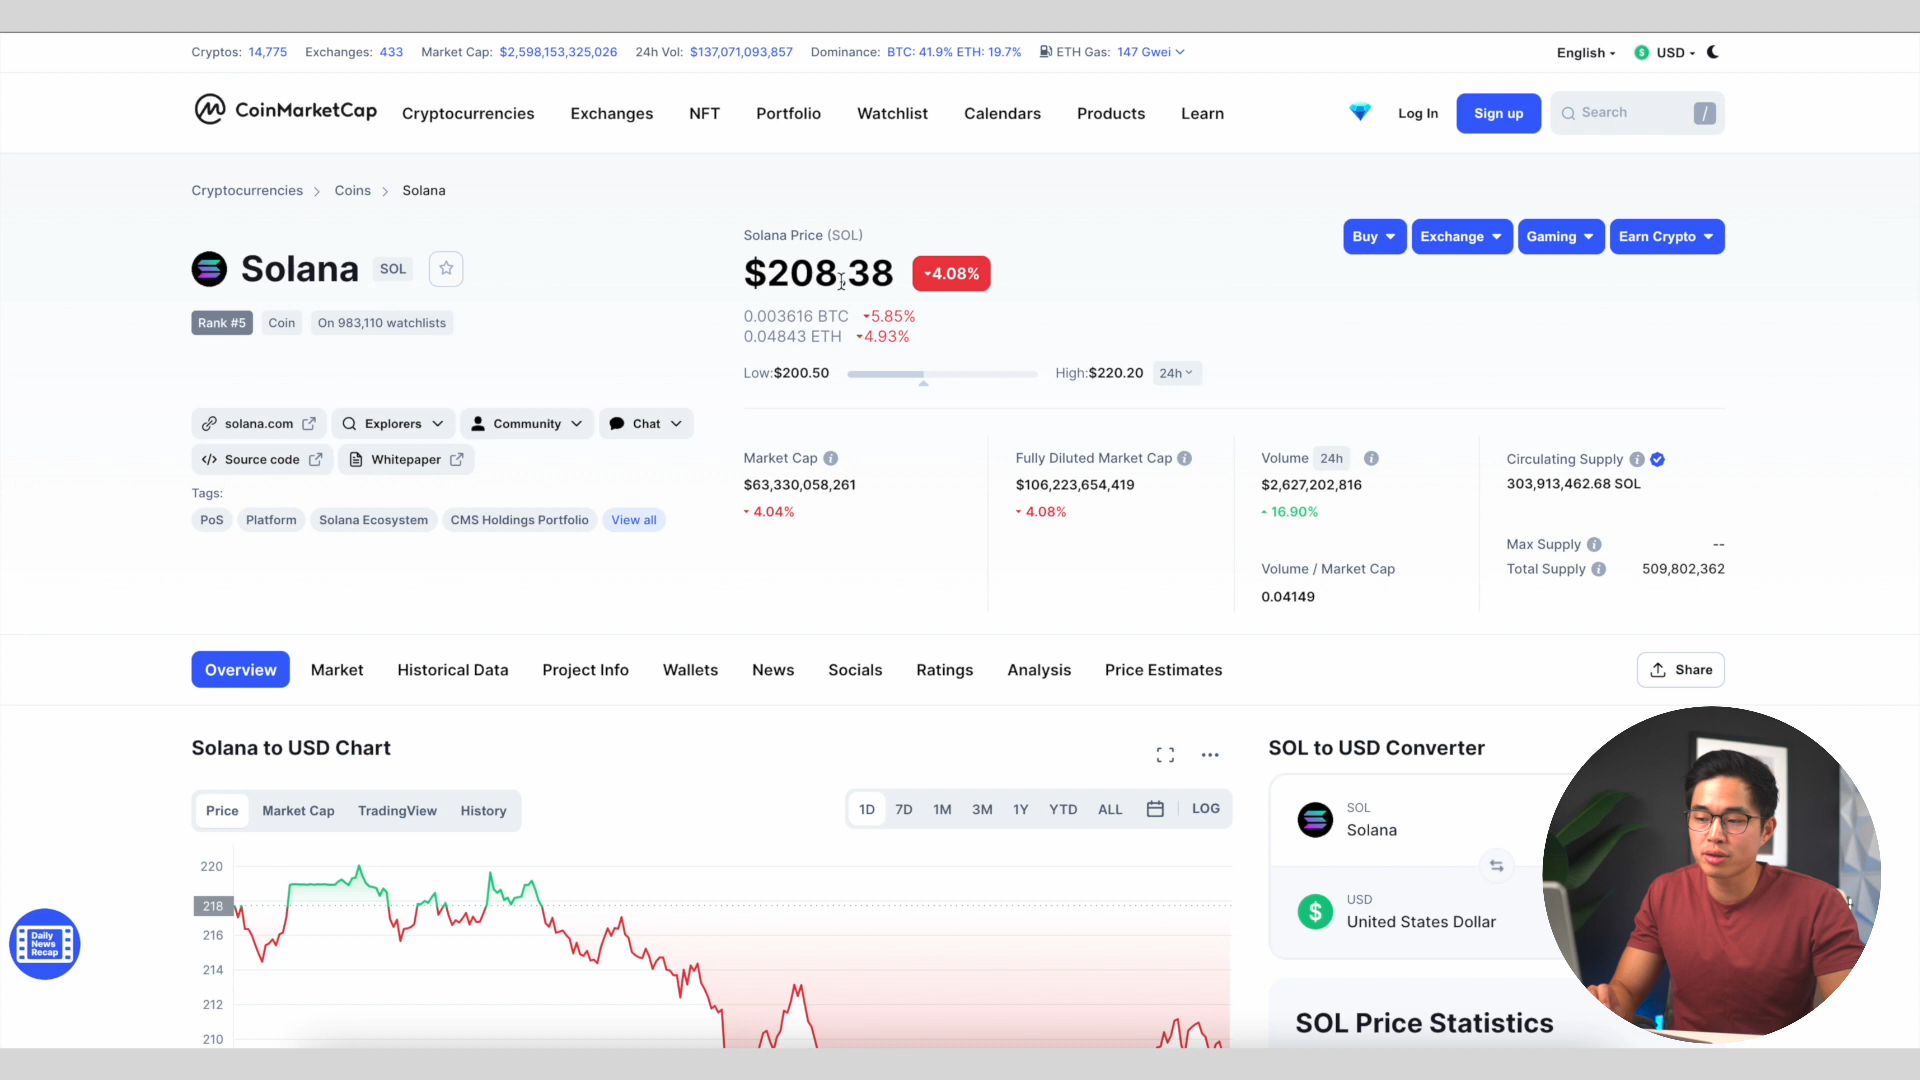 Cryptos: 14,775 Exchanges: 433 Market Cap: $2,598,153,325,026 24h Vol: $137,071,093,857 Dominance: BTC: 41.9% ETH: 19.7% ETH Gas: 147 Gwei English USD
CoinMarketCap Cryptocurrencies Exchanges NFT Portfolio Watchlist Calendars Products Learn Log In Sign up Search /
Cryptocurrencies > Coins > Solana
Solana Price (SOL)
Buy Exchange Gaming Earn Crypto
Solana SOL
$208.38 4.08%
Rank #5 Coin On 983,110 watchlists
0.003616 BTC 5.85%
0.04843 ETH 4.93%
Low:$200.50 High:$220.20 24h
solana.com Explorers Community Chat
Source code Whitepaper
Tags:
PoS Platform Solana Ecosystem CMS Holdings Portfolio View all
Market Cap
$63,330,058,261
4.04%
Fully Diluted Market Cap
$106,223,654,419
4.08%
Volume 24h
$2,627,202,816
16.90%
Volume / Market Cap
0.04149
Circulating Supply
303,913,462.68 SOL
Max Supply --
Total Supply 509,802,362
Overview Market Historical Data Project Info Wallets News Socials Ratings Analysis Price Estimates Share
Solana to USD Chart
Price Market Cap TradingView History
1D 7D 1M 3M 1Y YTD ALL LOG
220
218
216
214
212
210
Daily
News
Recap
SOL to USD Converter
SOL
Solana
USD
United States Dollar
SOL Price Statistics